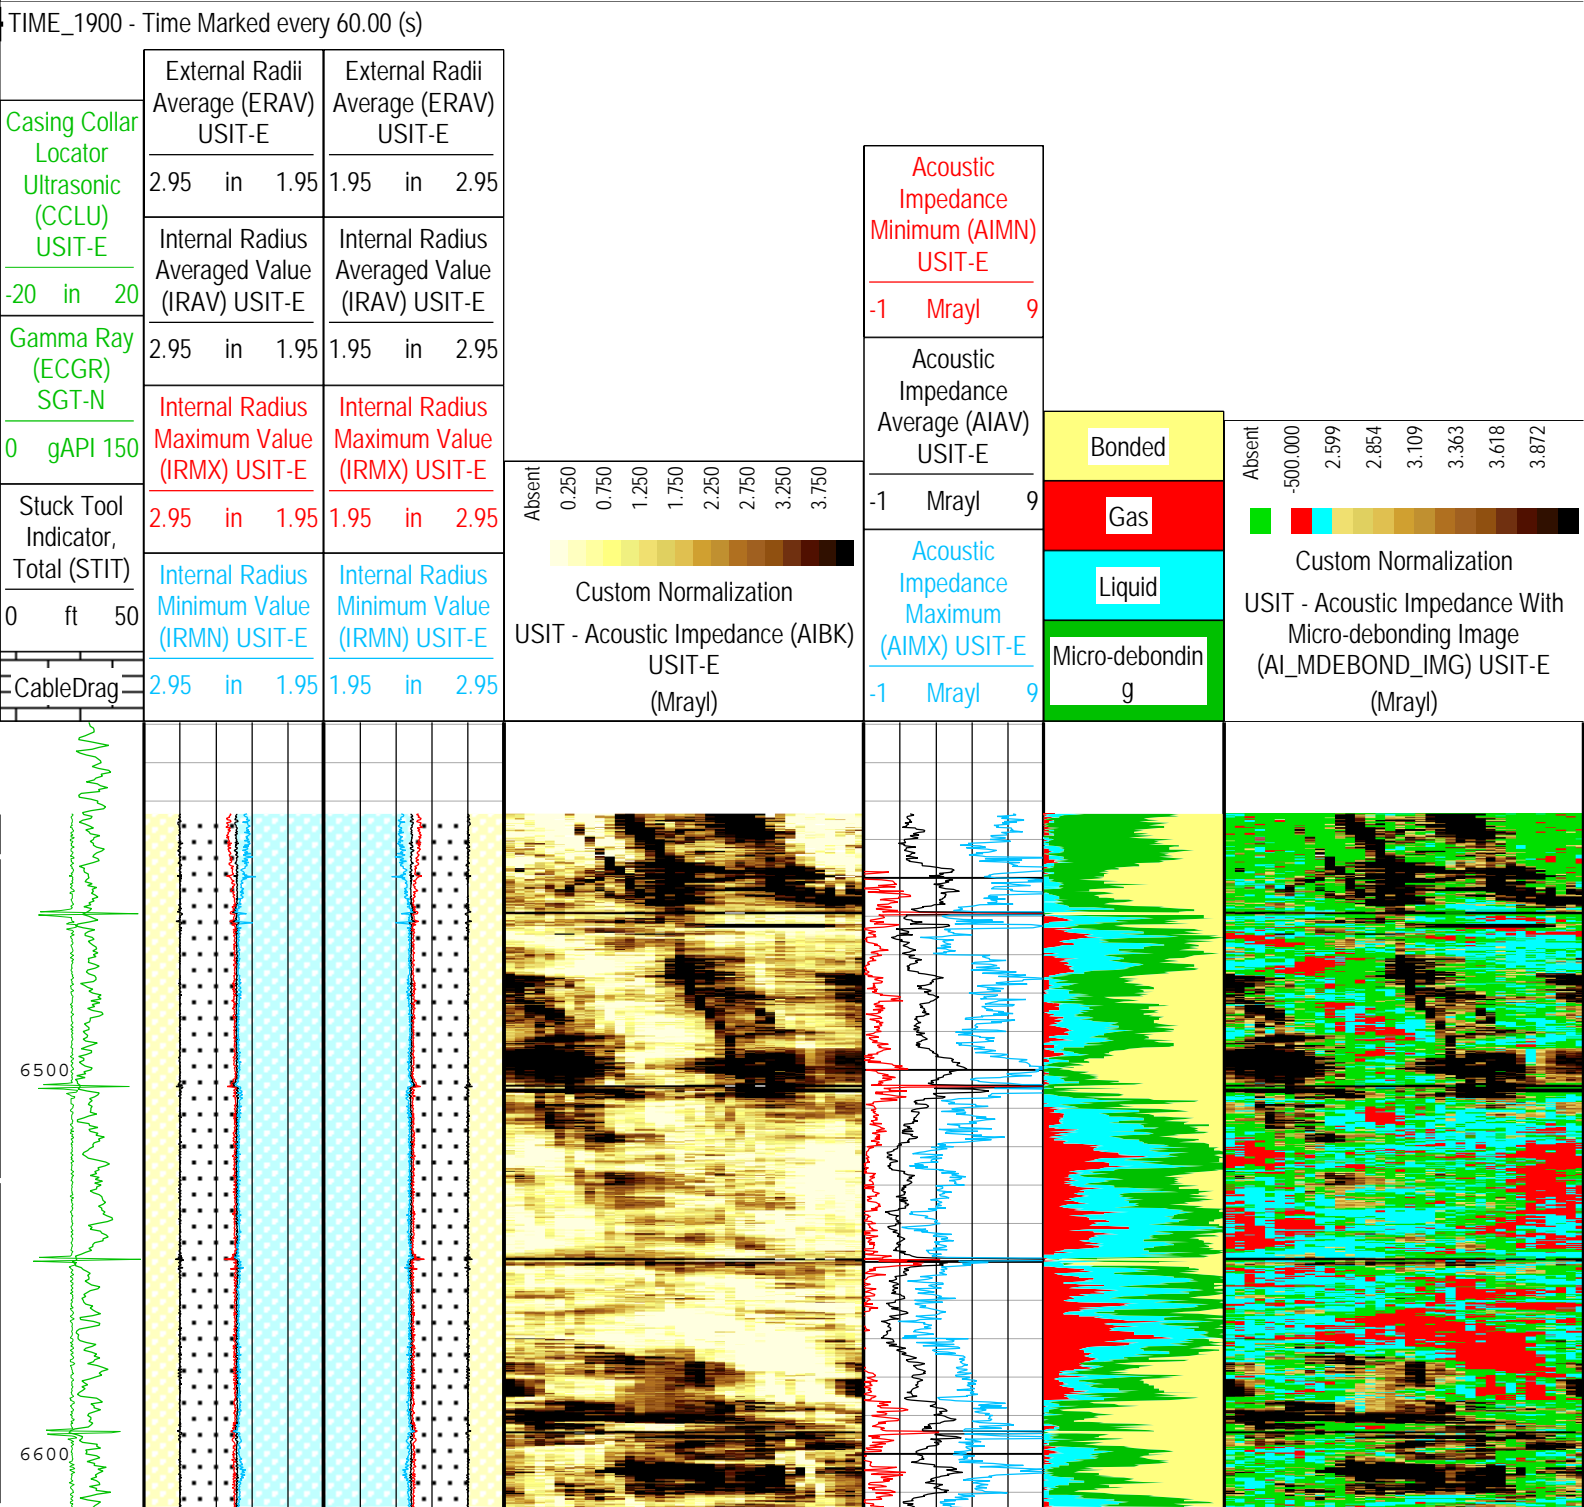 TIME_1900 - Time Marked every 60.00 (s)
Casing Collar
Locator
Ultrasonic
(CCLU)
USIT-E
-20 in 20
Gamma Ray
(ECGR)
SGT-N
0 gAPI 150
Stuck Tool
Indicator,
Total (STIT)
0 ft 50
CableDrag
External Radii
Average (ERAV)
USIT-E
2.95 in 1.95
Internal Radius
Averaged Value
(IRAV) USIT-E
2.95 in 1.95
Internal Radius
Maximum Value
(IRMX) USIT-E
2.95 in 1.95
Internal Radius
Minimum Value
(IRMN) USIT-E
2.95 in 1.95
External Radii
Average (ERAV)
USIT-E
1.95 in 2.95
Internal Radius
Averaged Value
(IRAV) USIT-E
1.95 in 2.95
Internal Radius
Maximum Value
(IRMX) USIT-E
1.95 in 2.95
Internal Radius
Minimum Value
(IRMN) USIT-E
1.95 in 2.95
Absent
0.250
0.750
1.250
1.750
2.250
2.750
3.250
3.750
Custom Normalization
USIT - Acoustic Impedance (AIBK)
USIT-E
(Mrayl)
Acoustic
Impedance
Minimum (AIMN)
USIT-E
-1 Mrayl 9
Acoustic
Impedance
Average (AIAV)
USIT-E
-1 Mrayl 9
Acoustic
Impedance
Maximum
(AIMX) USIT-E
-1 Mrayl 9
Bonded
Gas
Liquid
Micro-debondin
g
Absent
-500.000
2.599
2.854
3.109
3.363
3.618
3.872
Custom Normalization
USIT - Acoustic Impedance With
Micro-debonding Image
(AI_MDEBOND_IMG) USIT-E
(Mrayl)
6500
6600